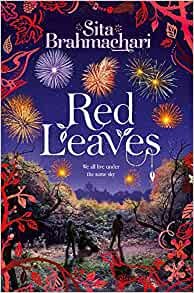 Sita
Brahmachari
Red
Leaves
We all live under
the same sky